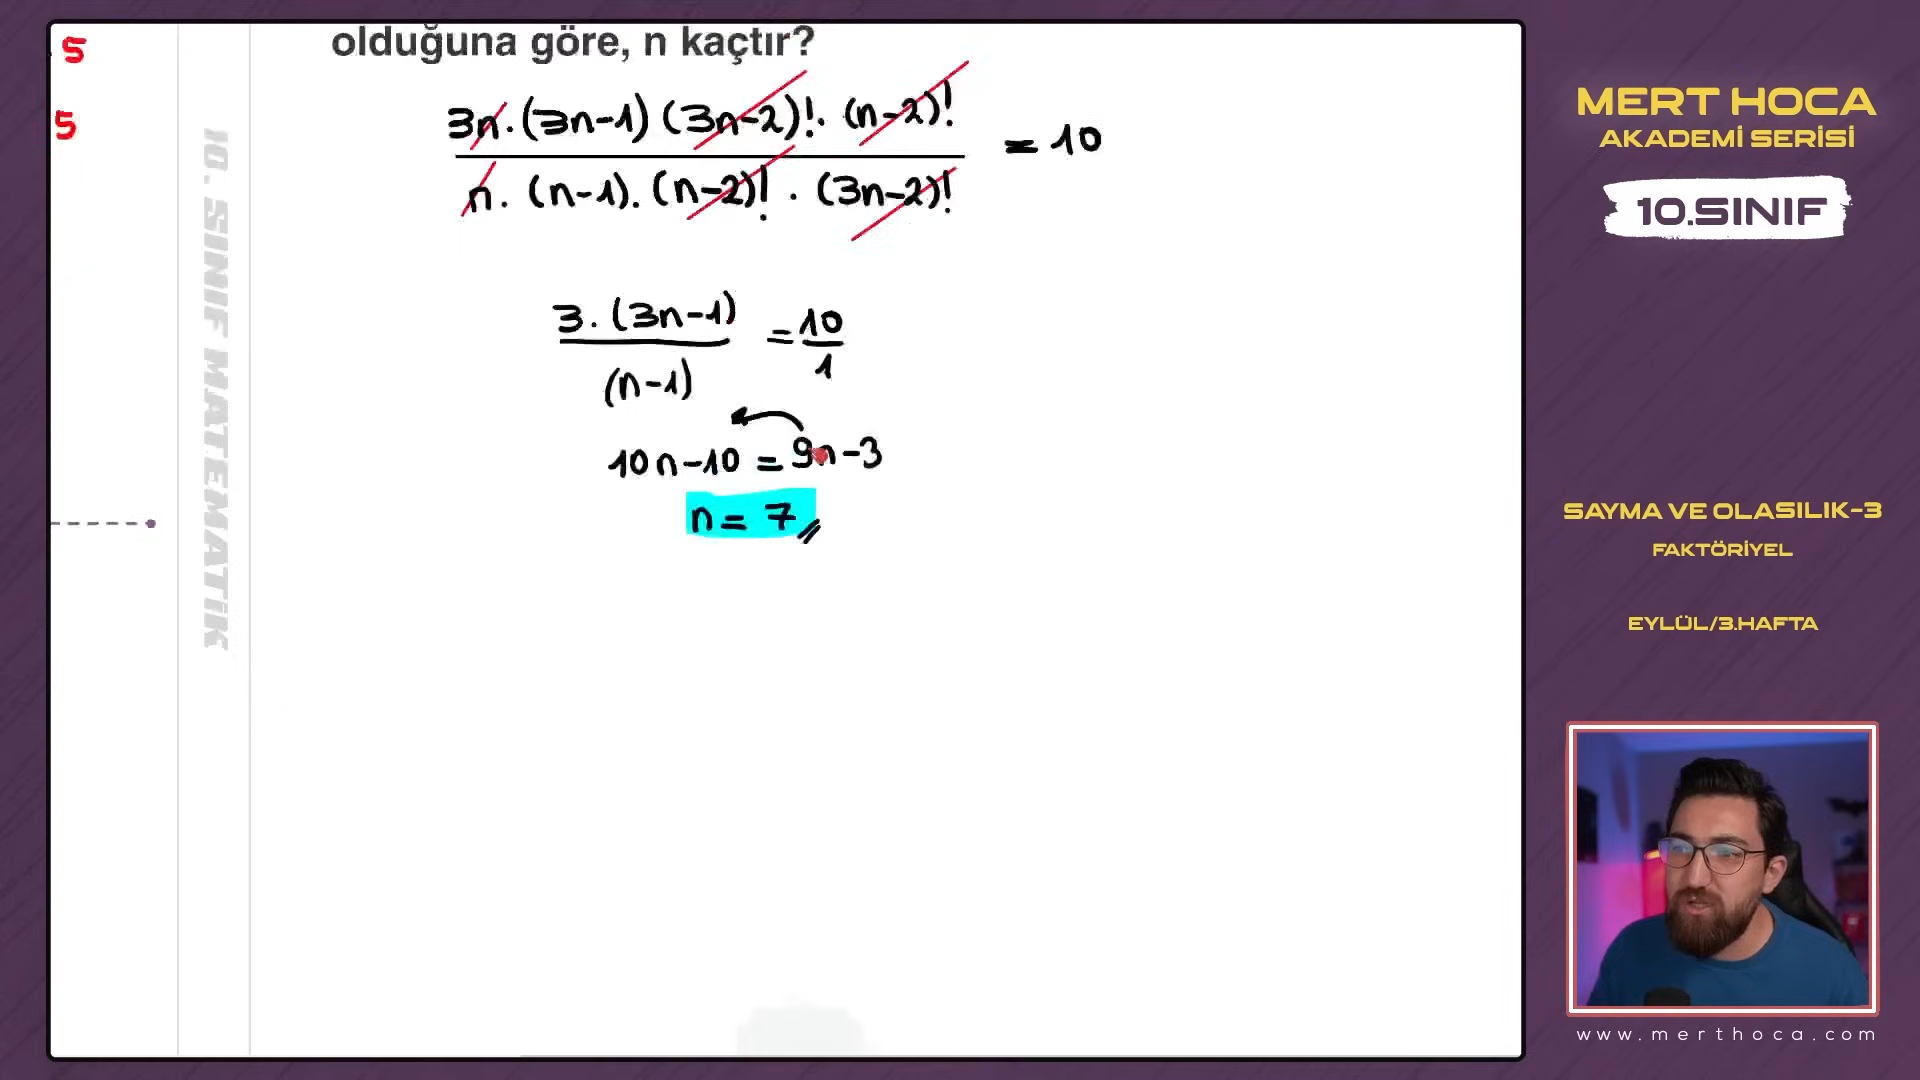 5
5
10. SINIF MATEMATİK
olduğuna göre, n kaçtır?
3n.(3n-1)(3n-2)!.(n-2)! = 10
n.(n-1).(n-2)!.(3n-2)!
3.(3n-1) = 10
(n-1) 1
10n-10 = 9n-3
n = 7
MERT HOCA
AKADEMİ SERİSİ
10.SINIF
SAYMA VE OLASILIK-3
FAKTÖRİYEL
EYLÜL/3.HAFTA
www.merthoca.com